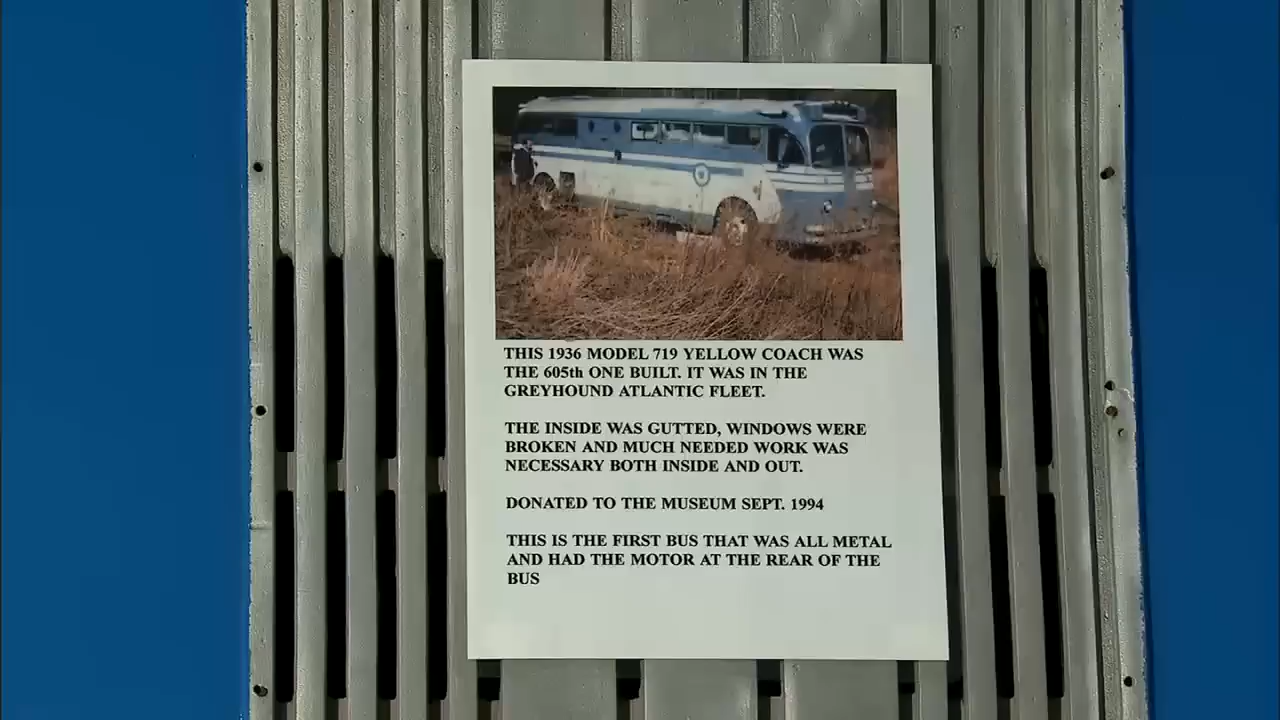 THIS 1936 MODEL 719 YELLOW COACH WAS
THE 605th ONE BUILT. IT WAS IN THE
GREYHOUND ATLANTIC FLEET.
THE INSIDE WAS GUTTED, WINDOWS WERE
BROKEN AND MUCH NEEDED WORK WAS
NECESSARY BOTH INSIDE AND OUT.
DONATED TO THE MUSEUM SEPT. 1994
THIS IS THE FIRST BUS THAT WAS ALL METAL
AND HAD THE MOTOR AT THE REAR OF THE
BUS